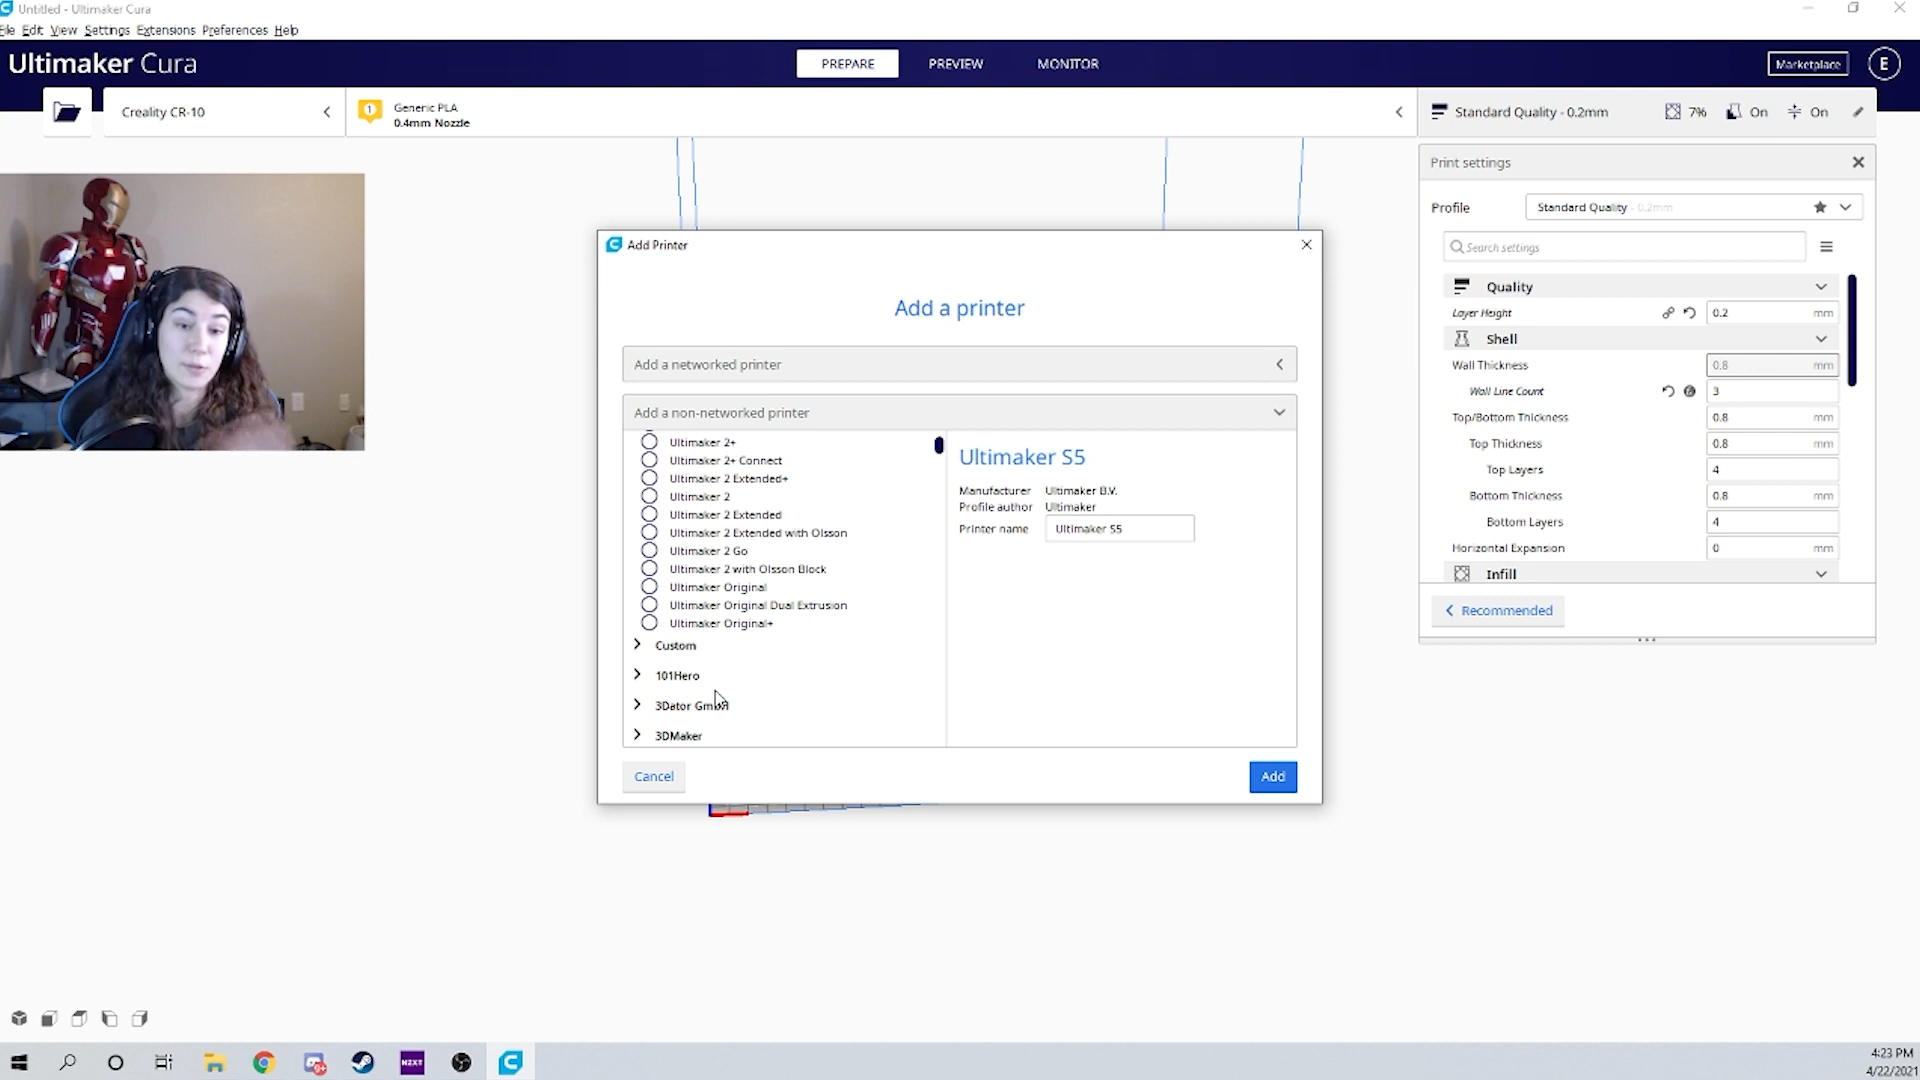 Untitled - Ultimaker Cura
File Edit View Settings Extensions Preferences Help
Ultimaker Cura
PREPARE PREVIEW MONITOR
Marketplace E
Creality CR-10
1 Generic PLA
0.4mm Nozzle
Standard Quality - 0.2mm 7% On On
Print settings
Profile Standard Quality - 0.2mm
Search settings
Quality
Layer Height 0.2 mm
Shell
Wall Thickness 0.8 mm
Wall Line Count 3
Top/Bottom Thickness 0.8 mm
Top Thickness 0.8 mm
Top Layers 4
Bottom Thickness 0.8 mm
Bottom Layers 4
Horizontal Expansion 0 mm
Infill
Recommended
Add Printer
Add a printer
Add a networked printer
Add a non-networked printer
Ultimaker 2+
Ultimaker 2+ Connect
Ultimaker 2 Extended+
Ultimaker 2
Ultimaker 2 Extended
Ultimaker 2 Extended with Olsson
Ultimaker 2 Go
Ultimaker 2 with Olsson Block
Ultimaker Original
Ultimaker Original Dual Extrusion
Ultimaker Original+
Custom
101Hero
3Dator GmbH
3DMaker
Ultimaker S5
Manufacturer Ultimaker B.V.
Profile author Ultimaker
Printer name Ultimaker S5
Cancel Add
NZXT
4:23 PM
4/22/2021